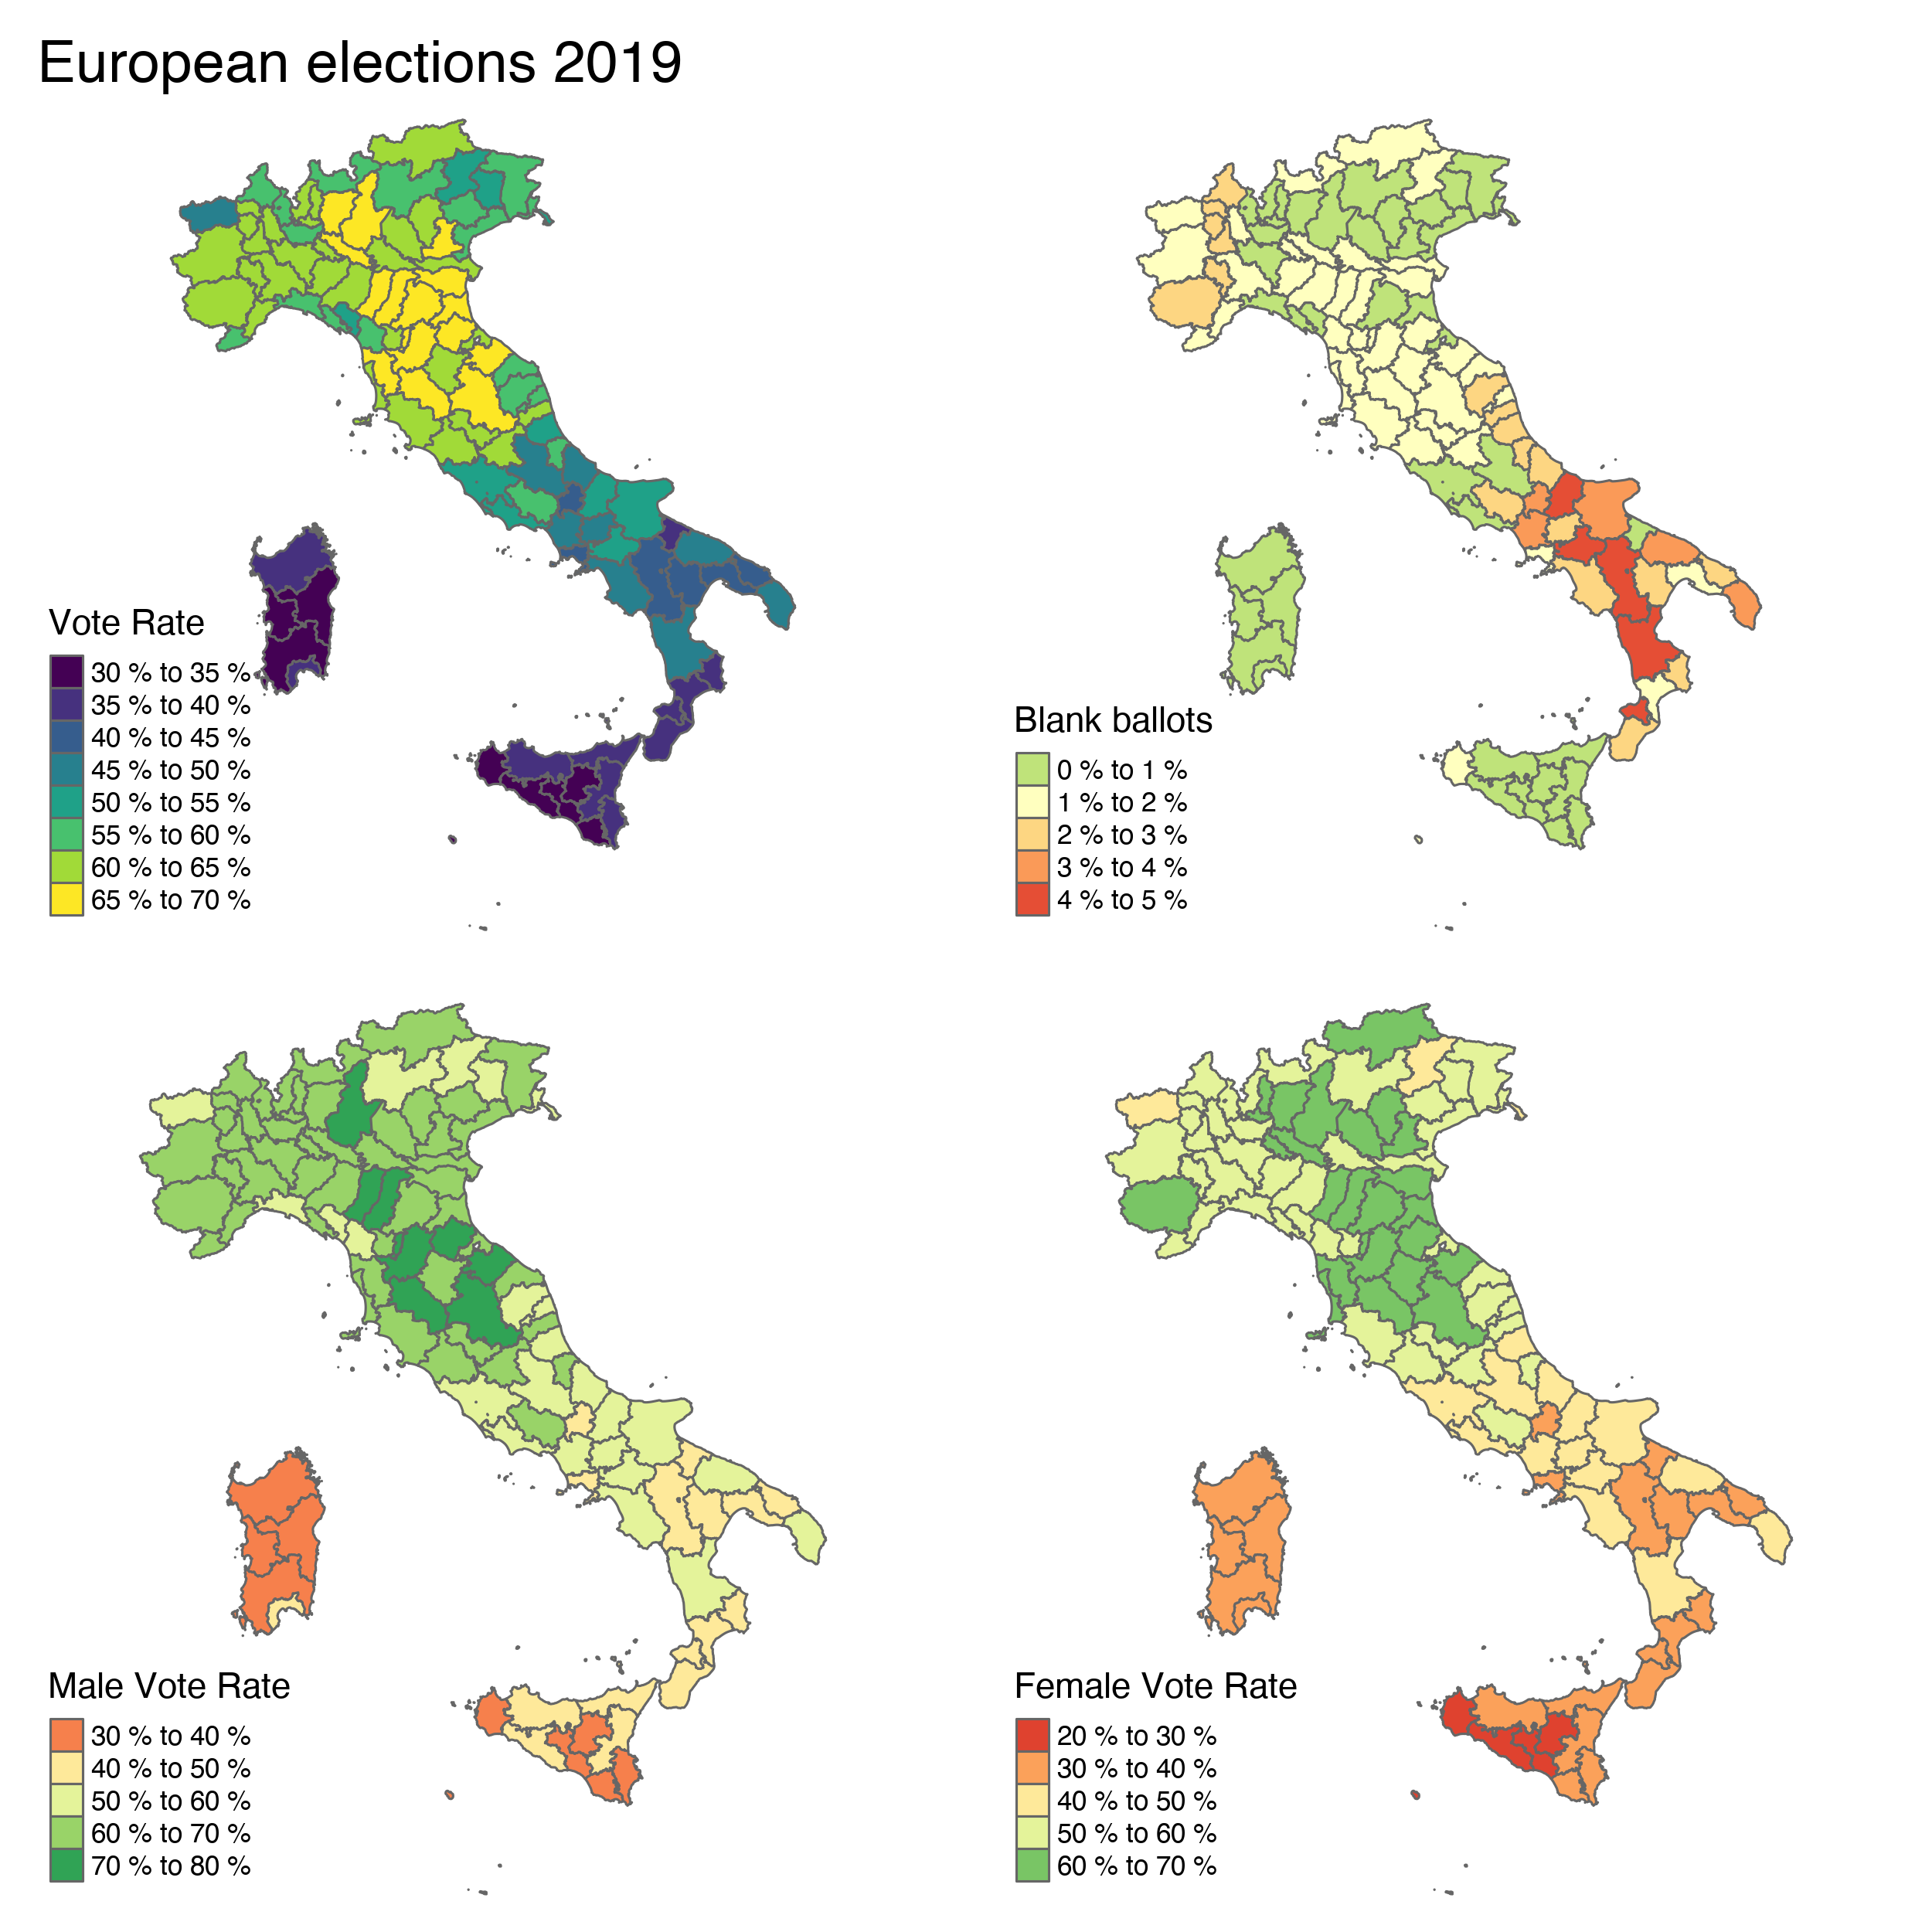 European elections 2019
Vote Rate
30 % to 35 %
35 % to 40 %
40 % to 45 %
45 % to 50 %
50 % to 55 %
55 % to 60 %
60 % to 65 %
65 % to 70 %
Blank ballots
0 % to 1 %
1 % to 2 %
2 % to 3 %
3 % to 4 %
4 % to 5 %
Male Vote Rate
30 % to 40 %
40 % to 50 %
50 % to 60 %
60 % to 70 %
70 % to 80 %
Female Vote Rate
20 % to 30 %
30 % to 40 %
40 % to 50 %
50 % to 60 %
60 % to 70 %